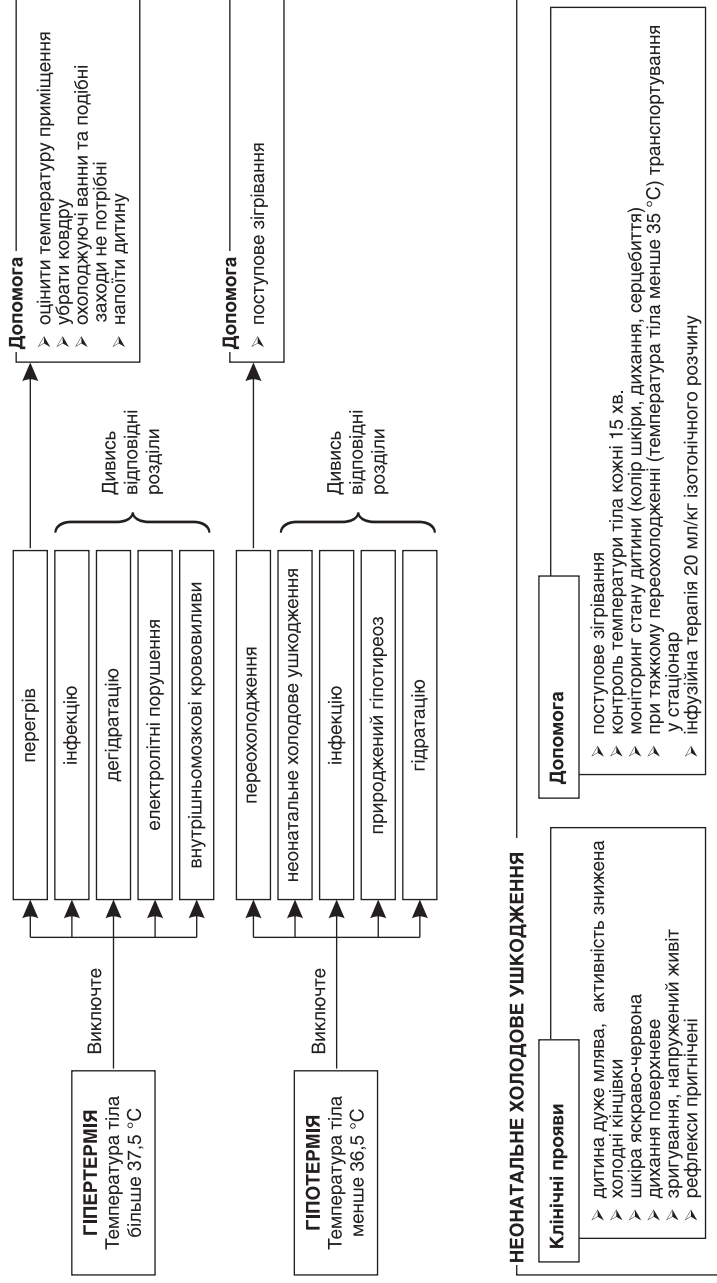 ГІПЕРТЕРМІЯ
Температура тіла
більше 37,5 °С
Виключте
перегрів
інфекцію
дегідратацію
електролітні порушення
внутрішньомозкові крововиливи
Дивись
відповідні
розділи
Допомога
➢ оцінити температуру приміщення
➢ убрати ковдру
➢ охолоджуючі ванни та подібні
заходи не потрібні
➢ напоїти дитину
ГІПОТЕРМІЯ
Температура тіла
менше 36,5 °С
Виключте
переохолодження
неонатальне холодове ушкодження
інфекцію
природжений гіпотиреоз
гідратацію
Дивись
відповідні
розділи
Допомога
➢ поступове зігрівання
НЕОНАТАЛЬНЕ ХОЛОДОВЕ УШКОДЖЕННЯ
Клінічні прояви
➢ дитина дуже млява, активність знижена
➢ холодні кінцівки
➢ шкіра яскраво-червона
➢ дихання поверхневе
➢ зригування, напружений живіт
➢ рефлекси пригнічені
Допомога
➢ поступове зігрівання
➢ контроль температури тіла кожні 15 хв.
➢ моніторинг стану дитини (колір шкіри, дихання, серцебиття)
➢ при тяжкому переохолодженні (температура тіла менше 35 °С) транспортування
у стаціонар
➢ інфузійна терапія 20 мл/кг ізотонічного розчину